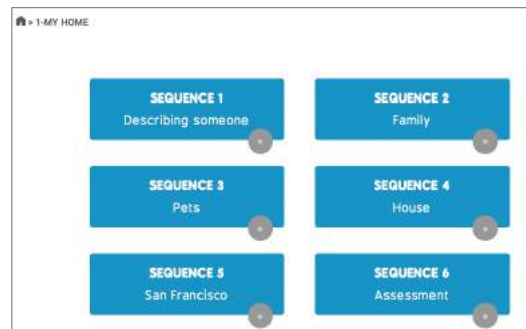 > 1-MY HOME
SEQUENCE 1
Describing someone
SEQUENCE 2
Family
SEQUENCE 3
Pets
SEQUENCE 4
House
SEQUENCE 5
San Francisco
SEQUENCE 6
Assessment